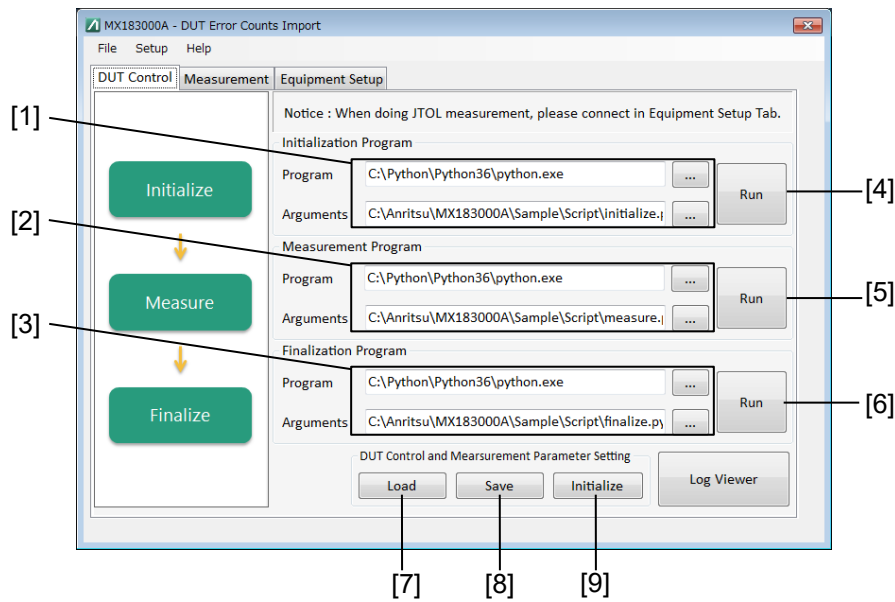 MX183000A - DUT Error Counts Import
File Setup Help
DUT Control Measurement Equipment Setup
Notice : When doing JTOL measurement, please connect in Equipment Setup Tab.
[1]
Initialization Program
Program C:\Python\Python36\python.exe ...
Initialize
Run
[4]
Arguments C:\Anritsu\MX183000A\Sample\Script\initialize.p ...
[2]
Measurement Program
Program C:\Python\Python36\python.exe ...
Measure
Run
[5]
Arguments C:\Anritsu\MX183000A\Sample\Script\measure.p ...
[3]
Finalization Program
Program C:\Python\Python36\python.exe ...
Finalize
Run
[6]
Arguments C:\Anritsu\MX183000A\Sample\Script\finalize.py ...
DUT Control and Mearsurement Parameter Setting
Load Save Initialize Log Viewer
[7] [8] [9]